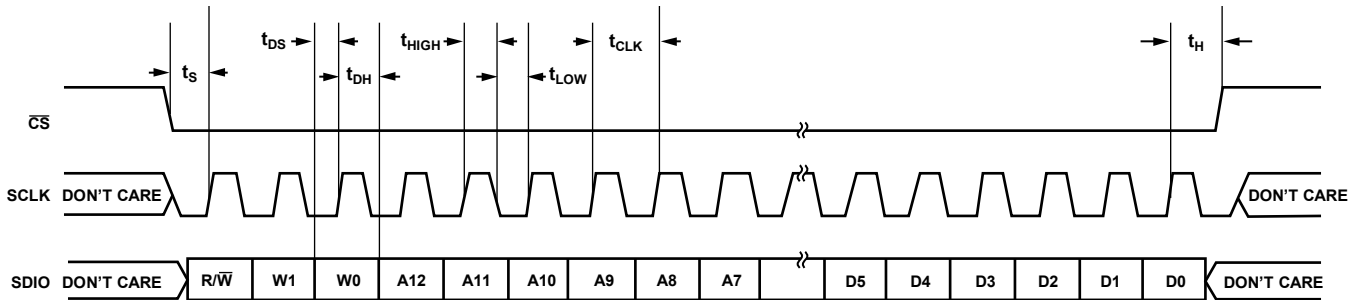 tDS tHIGH tCLK tH
tS tDH tLOW
CS
SCLK DON'T CARE DON'T CARE
SDIO DON'T CARE R/W W1 W0 A12 A11 A10 A9 A8 A7 D5 D4 D3 D2 D1 D0 DON'T CARE